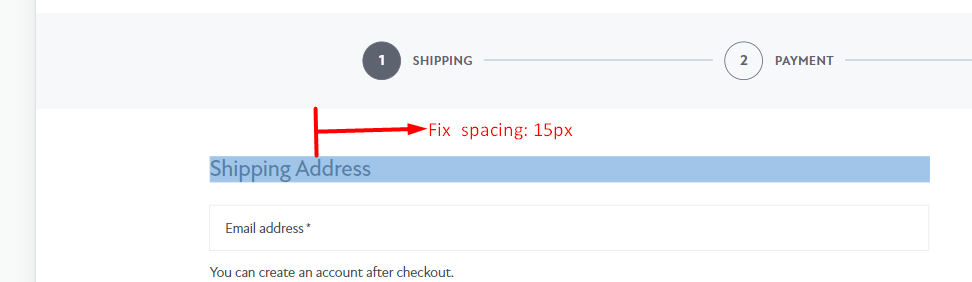 1 SHIPPING 2 PAYMENT
Fix spacing: 15px
Shipping Address
Email address *
You can create an account after checkout.